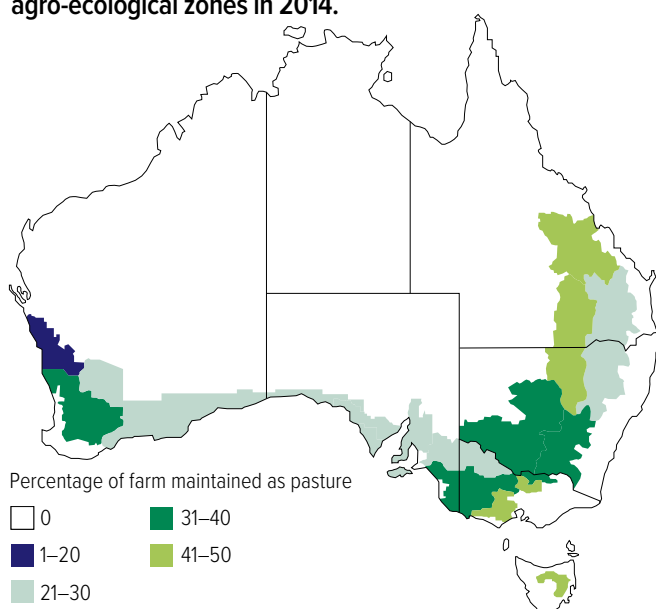 agro-ecological zones in 2014.
Percentage of farm maintained as pasture
0
31–40
1–20
41–50
21–30